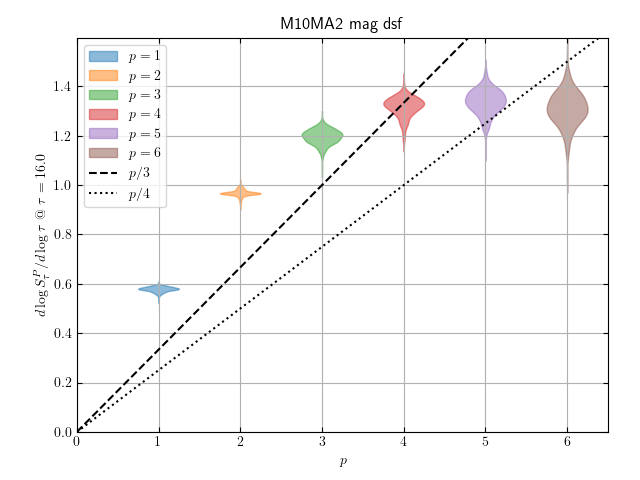 M10MA2 mag dsf
p = 1
p = 2
p = 3
p = 4
p = 5
p = 6
p/3
p/4
d log S_τ^P / d log τ @ τ = 16.0
1.4
1.2
1.0
0.8
0.6
0.4
0.2
0.0
0 1 2 3 4 5 6
p